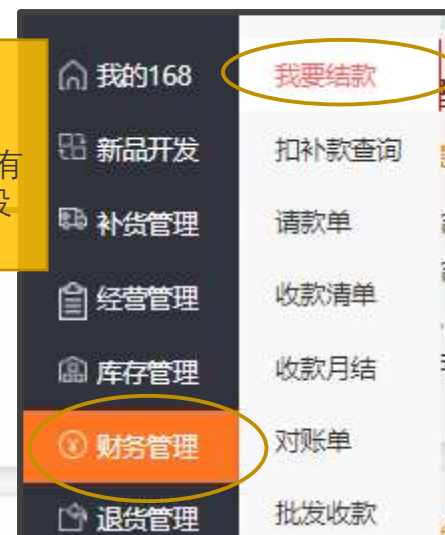 我的168
新品开发
补货管理
经营管理
库存管理
财务管理
退货管理
我要结款
扣补款查询
请款单
收款清单
收款月结
对账单
批发收款
有